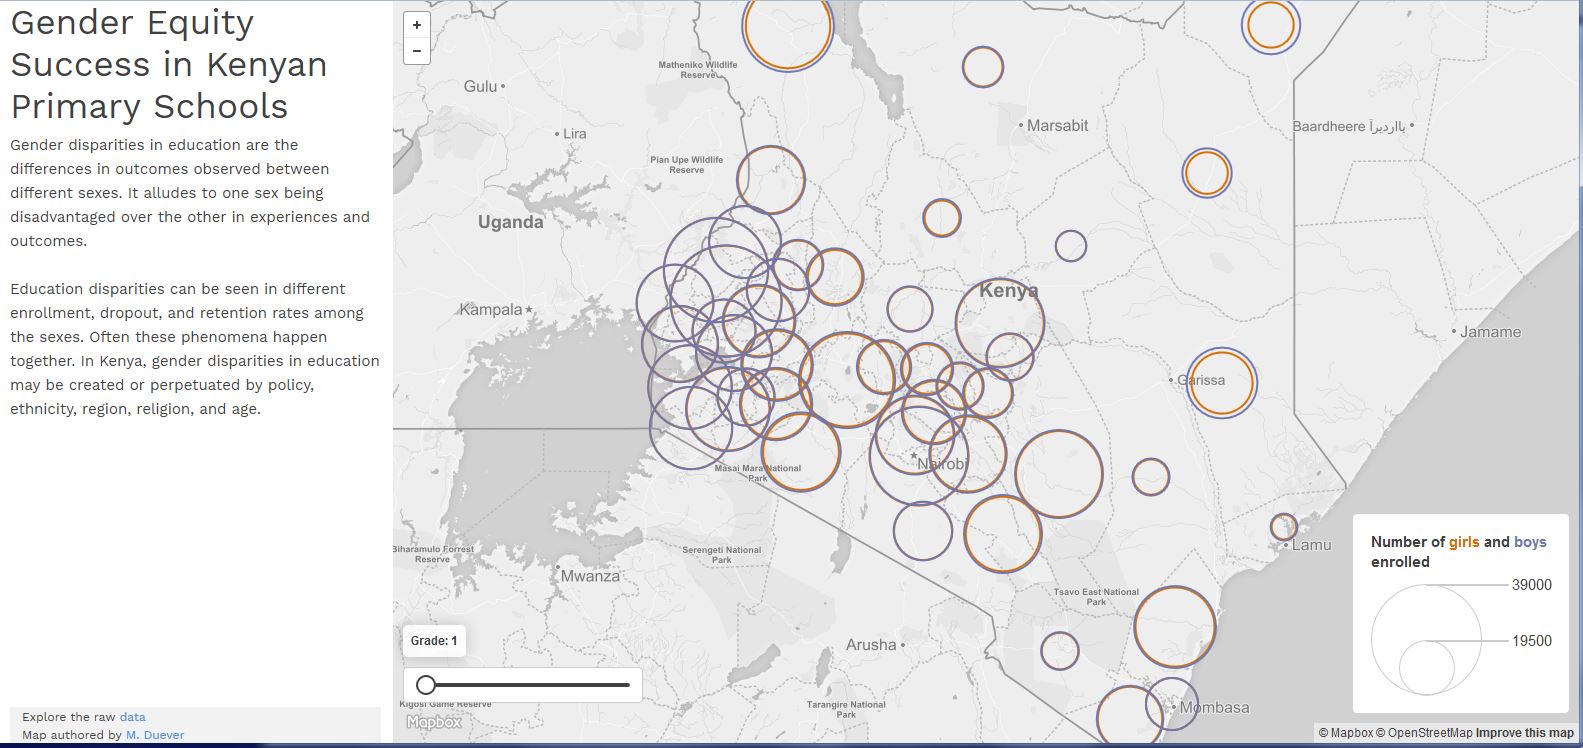 Gender Equity
Success in Kenyan
Primary Schools
Gender disparities in education are the
differences in outcomes observed between
different sexes. It alludes to one sex being
disadvantaged over the other in experiences and
outcomes.
Education disparities can be seen in different
enrollment, dropout, and retention rates among
the sexes. Often these phenomena happen
together. In Kenya, gender disparities in education
may be created or perpetuated by policy,
ethnicity, region, religion, and age.
Explore the raw data
Map authored by M. Duever
+
−
Matheniko Wildlife
Reserve
Gulu
Lira
Marsabit
Baardheere بااردیرآ
Pian Upe Wildlife
Reserve
Uganda
Kenya
Kampala
Jamame
Garissa
Nairobi
Masai Mara National
Park
Biharamulo Forrest
Reserve
Serengeti National
Park
Lamu
Mwanza
Tsavo East National
Park
Arusha
Kigosi Game Reserve
Tarangire National
Park
Mombasa
Grade: 1
Mapbox
Number of girls and boys
enrolled
39000
19500
© Mapbox © OpenStreetMap Improve this map